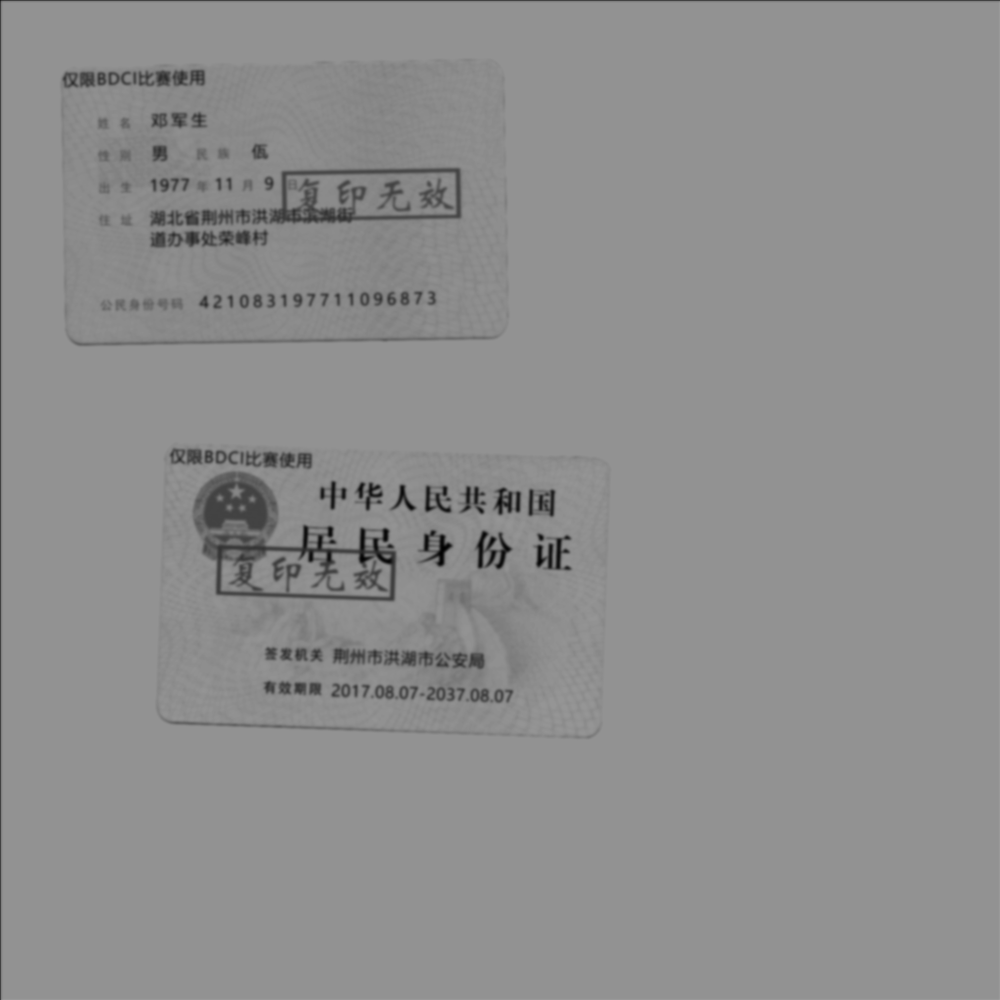 仅限BDCI比赛使用
姓名 邓军生
性别 男 民族 佤
出生 1977 年 11 月 9 日
复印无效
住址 湖北省荆州市洪湖市滨湖街
道办事处荣峰村
公民身份号码 421083197711096873
仅限BDCI比赛使用
中华人民共和国
居民身份证
复印无效
签发机关 荆州市洪湖市公安局
有效期限 2017.08.07-2037.08.07